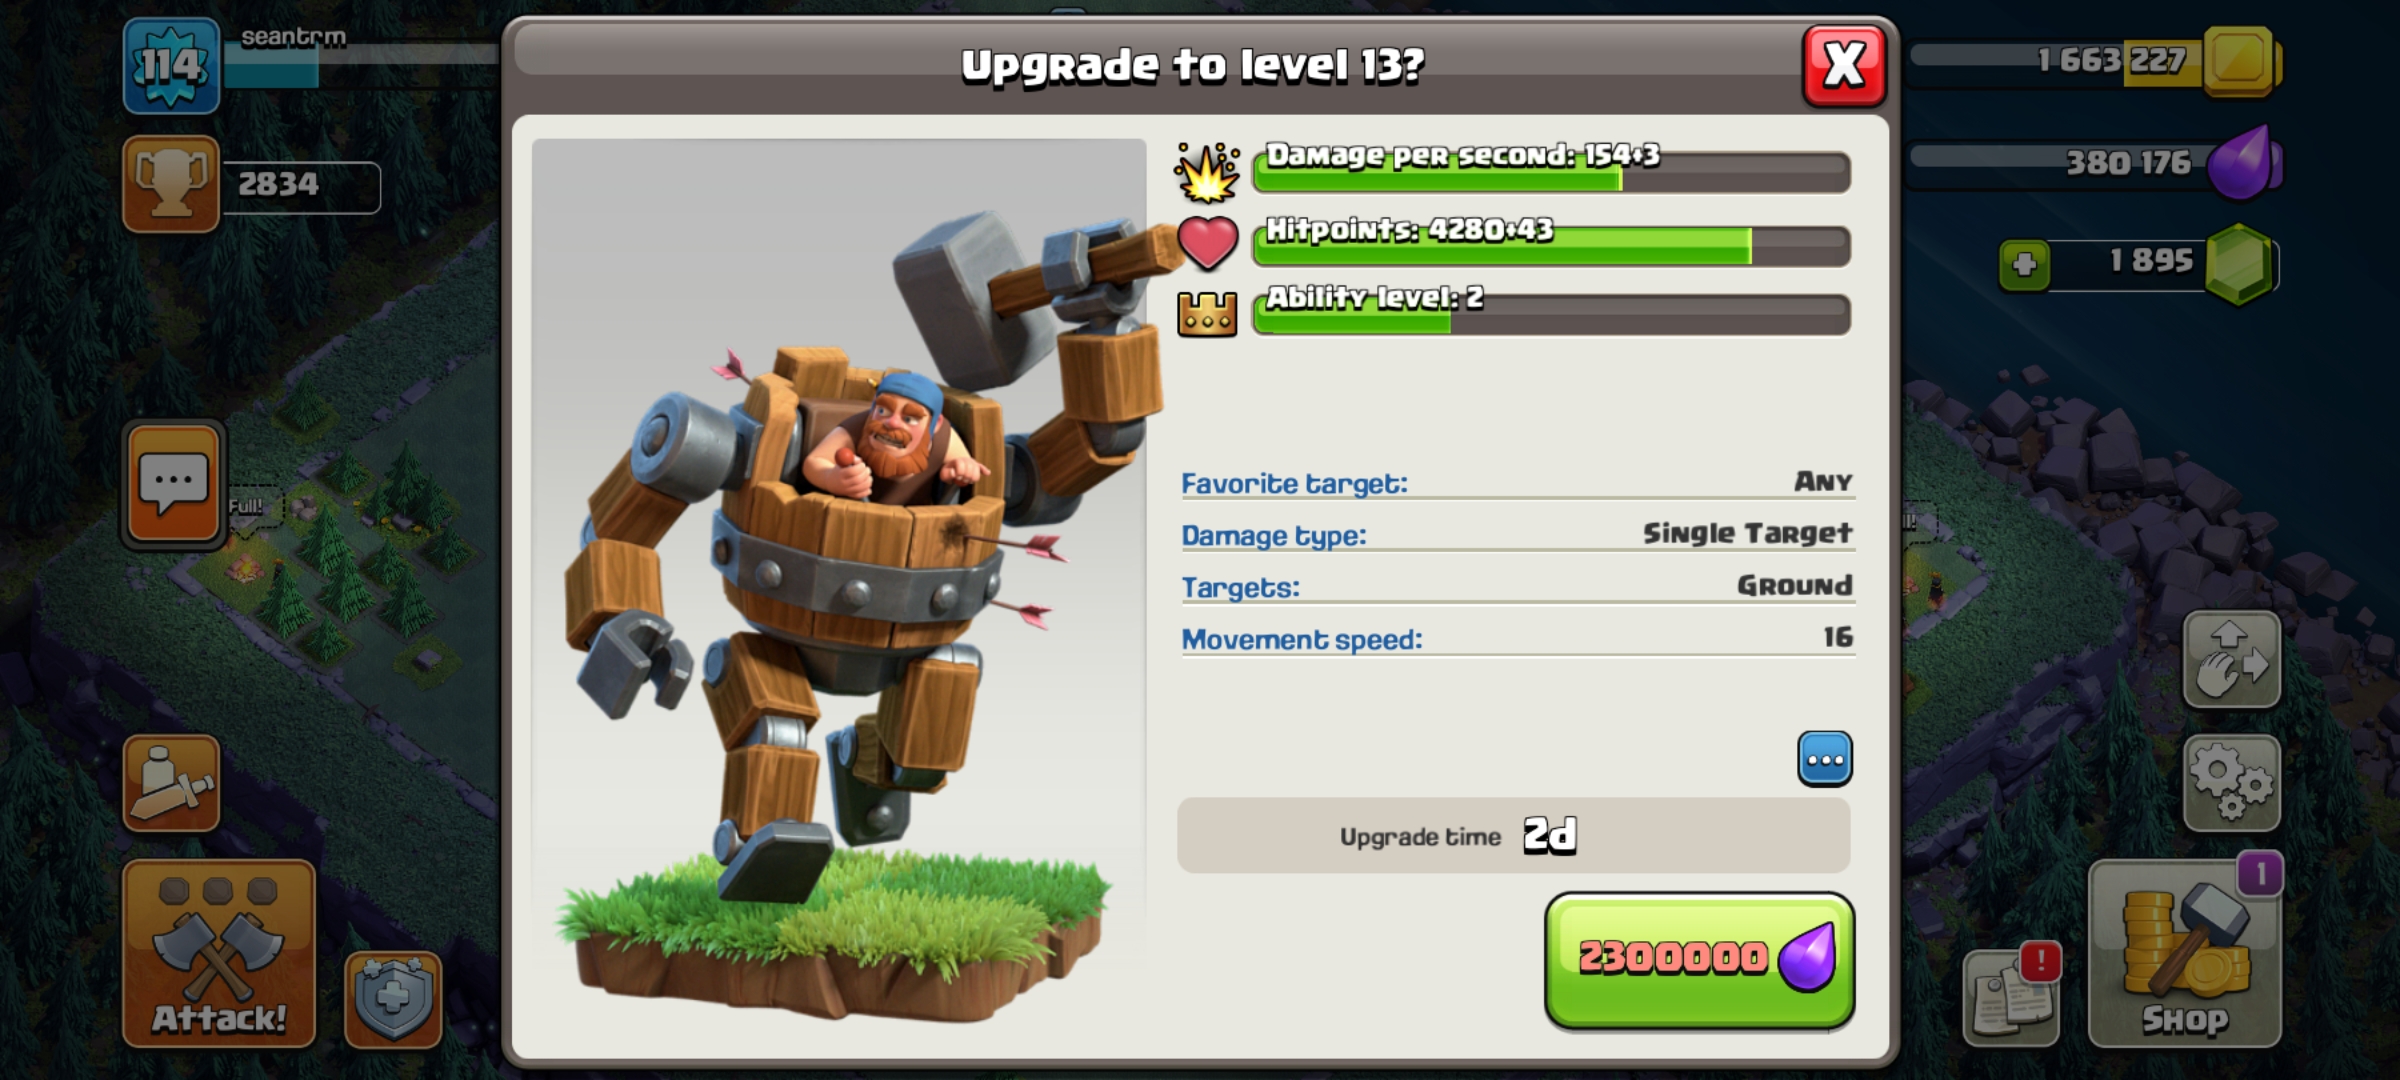 114
seantrm
Upgrade to level 13?
X
1 663 227
2834
380 176
1 895
Damage per second: 154+3
Hitpoints: 4280+43
Ability level: 2
Full!
Favorite target: Any
Damage type: Single Target
Targets: Ground
Movement speed: 16
Upgrade time 2d
2300000
Attack!
1
!
Shop